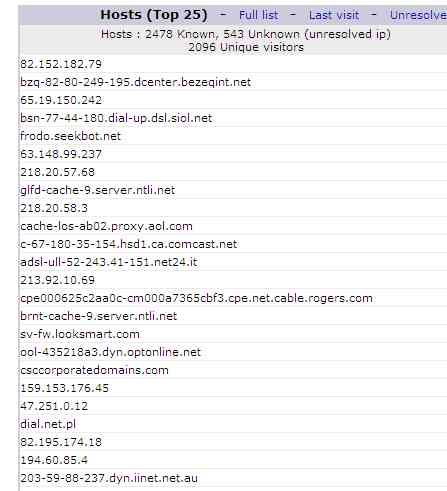 Hosts (Top 25) - Full list - Last visit - Unresolve
Hosts : 2478 Known, 543 Unknown (unresolved ip)
2096 Unique visitors
82.152.182.79
bzq-82-80-249-195.dcenter.bezeqint.net
65.19.150.242
bsn-77-44-180.dial-up.dsl.siol.net
frodo.seekbot.net
63.148.99.237
218.20.57.68
glfd-cache-9.server.ntli.net
218.20.58.3
cache-los-ab02.proxy.aol.com
c-67-180-35-154.hsd1.ca.comcast.net
adsl-ull-52-243.41-151.net24.it
213.92.10.69
cpe000625c2aa0c-cm000a7365cbf3.cpe.net.cable.rogers.com
brnt-cache-9.server.ntli.net
sv-fw.looksmart.com
ool-435218a3.dyn.optonline.net
csccorporatedomains.com
159.153.176.45
47.251.0.12
dial.net.pl
82.195.174.18
194.60.85.4
203-59-88-237.dyn.iinet.net.au